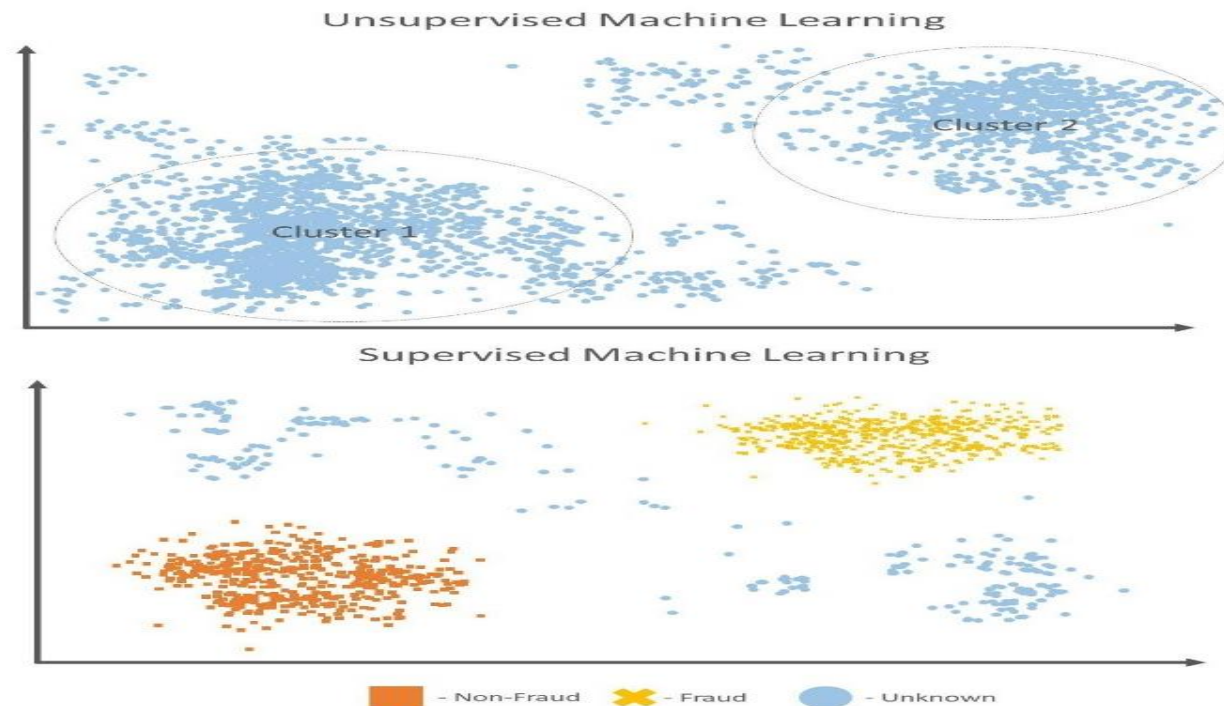 Unsupervised Machine Learning
Cluster 2
Cluster 1
Supervised Machine Learning
- Non-Fraud - Fraud - Unknown